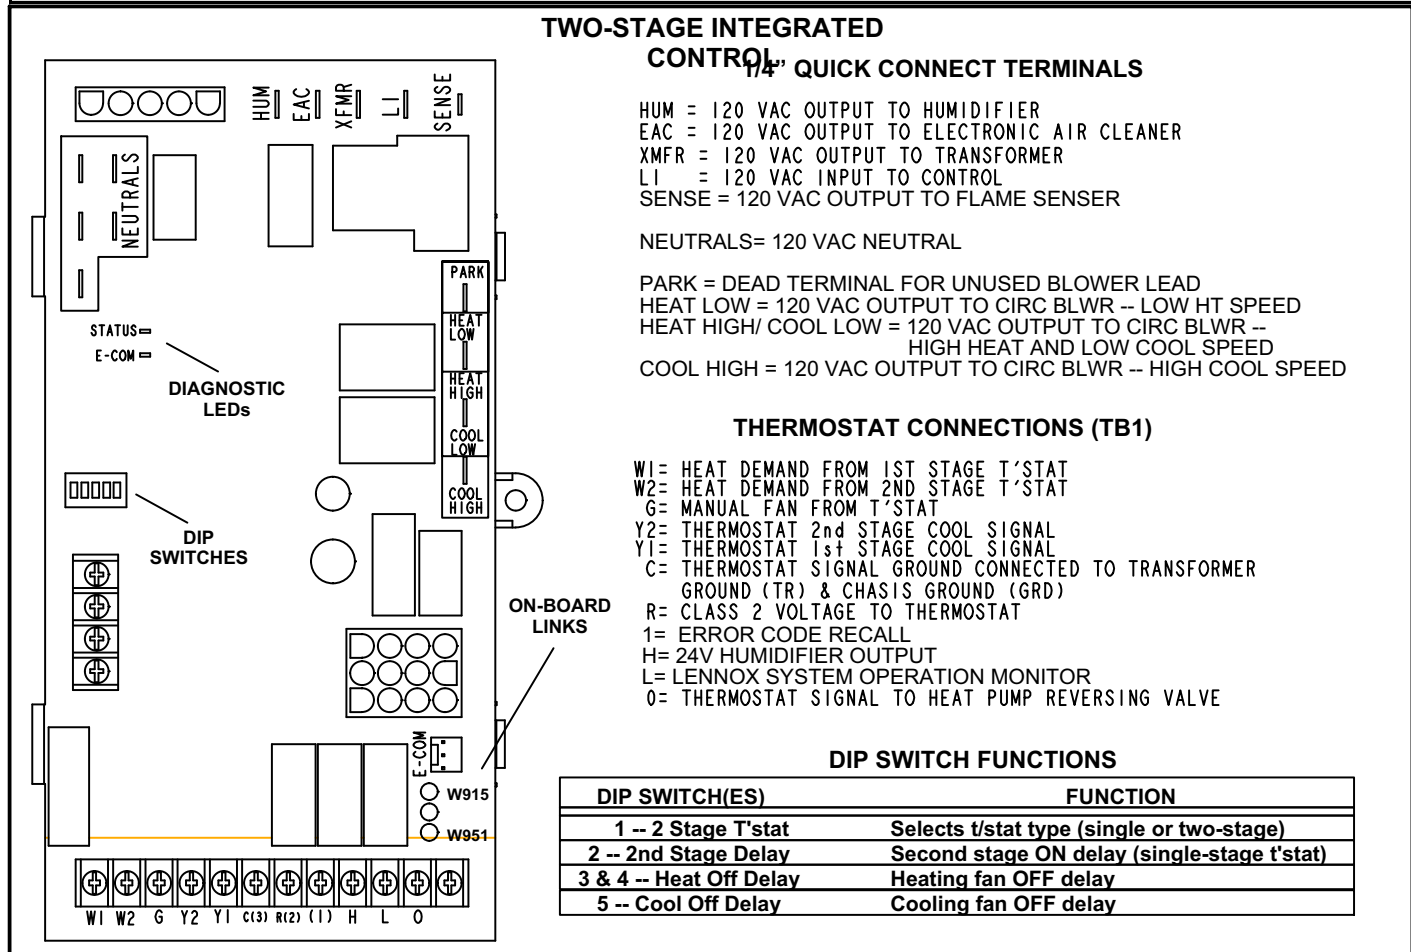 TWO-STAGE INTEGRATED
CONTROL
1/4" QUICK CONNECT TERMINALS
HUM
EAC
XFMR
L1
SENSE
NEUTRALS
HUM = 120 VAC OUTPUT TO HUMIDIFIER
EAC = 120 VAC OUTPUT TO ELECTRONIC AIR CLEANER
XMFR = 120 VAC OUTPUT TO TRANSFORMER
L1 = 120 VAC INPUT TO CONTROL
SENSE = 120 VAC OUTPUT TO FLAME SENSER
NEUTRALS= 120 VAC NEUTRAL
PARK = DEAD TERMINAL FOR UNUSED BLOWER LEAD
HEAT LOW = 120 VAC OUTPUT TO CIRC BLWR -- LOW HT SPEED
HEAT HIGH/ COOL LOW = 120 VAC OUTPUT TO CIRC BLWR --
HIGH HEAT AND LOW COOL SPEED
COOL HIGH = 120 VAC OUTPUT TO CIRC BLWR -- HIGH COOL SPEED
PARK
HEAT
LOW
HEAT
HIGH
COOL
LOW
COOL
HIGH
STATUS
E-COM
DIAGNOSTIC
LEDs
DIP
SWITCHES
ON-BOARD
LINKS
E-COM
W915
W951
W1 W2 G Y2 Y1 C(3) R(2) (1) H L O
THERMOSTAT CONNECTIONS (TB1)
W1= HEAT DEMAND FROM 1ST STAGE T'STAT
W2= HEAT DEMAND FROM 2ND STAGE T'STAT
G= MANUAL FAN FROM T'STAT
Y2= THERMOSTAT 2nd STAGE COOL SIGNAL
Y1= THERMOSTAT 1st STAGE COOL SIGNAL
C= THERMOSTAT SIGNAL GROUND CONNECTED TO TRANSFORMER
GROUND (TR) & CHASIS GROUND (GRD)
R= CLASS 2 VOLTAGE TO THERMOSTAT
1= ERROR CODE RECALL
H= 24V HUMIDIFIER OUTPUT
L= LENNOX SYSTEM OPERATION MONITOR
O= THERMOSTAT SIGNAL TO HEAT PUMP REVERSING VALVE
DIP SWITCH FUNCTIONS
DIP SWITCH(ES) FUNCTION
1 -- 2 Stage T'stat Selects t/stat type (single or two-stage)
2 -- 2nd Stage Delay Second stage ON delay (single-stage t'stat)
3 & 4 -- Heat Off Delay Heating fan OFF delay
5 -- Cool Off Delay Cooling fan OFF delay